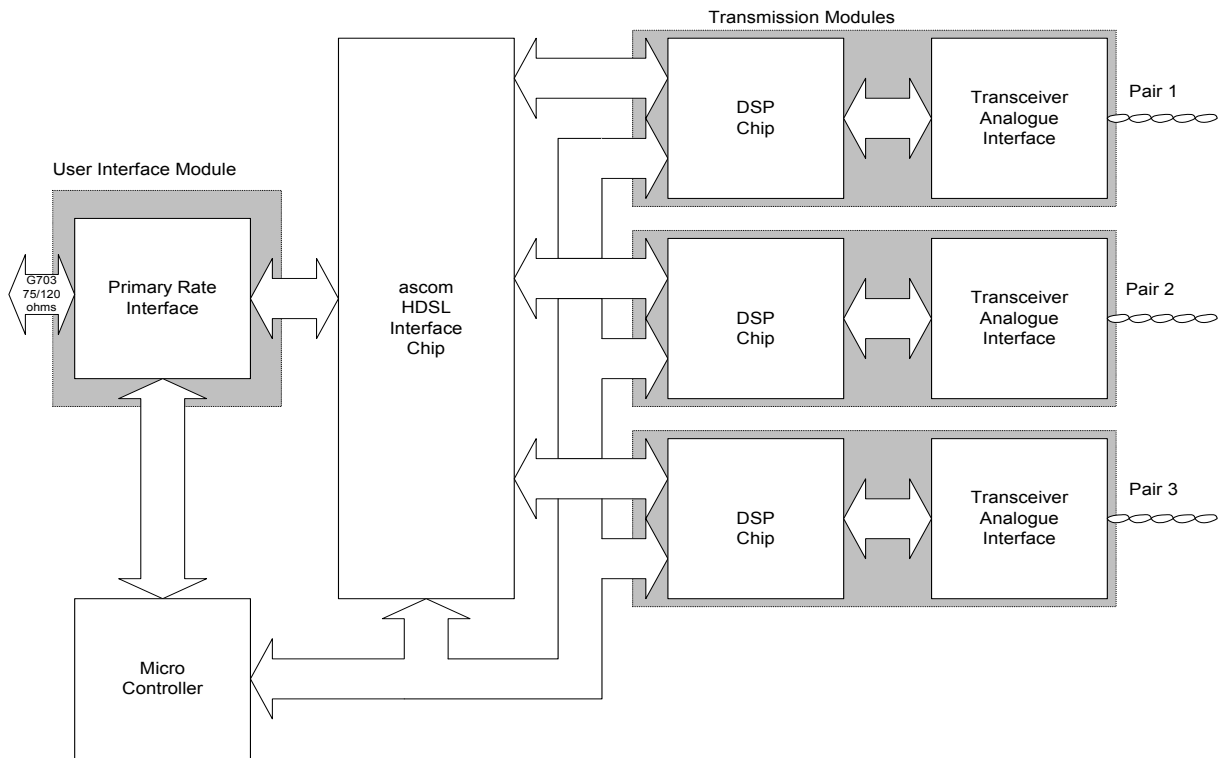 Transmission Modules
DSP
Chip
Transceiver
Analogue
Interface
Pair 1
User Interface Module
G703
75/120
ohms
Primary Rate
Interface
ascom
HDSL
Interface
Chip
DSP
Chip
Transceiver
Analogue
Interface
Pair 2
DSP
Chip
Transceiver
Analogue
Interface
Pair 3
Micro
Controller